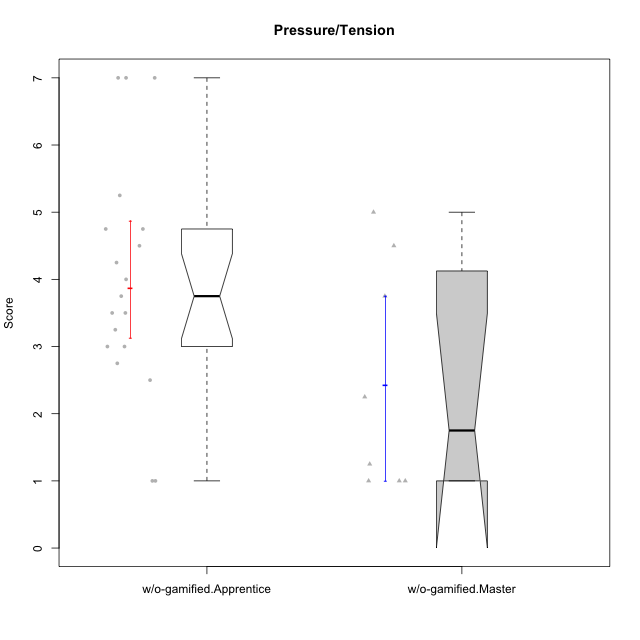 Pressure/Tension
Score
7
6
5
4
3
2
1
0
w/o-gamified.Apprentice
w/o-gamified.Master